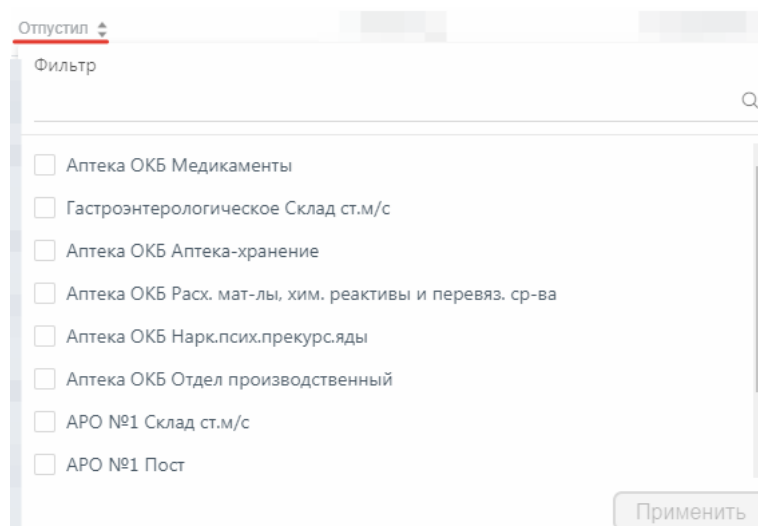 Отпустил
Фильтр
Аптека ОКБ Медикаменты
Гастроэнтерологическое Склад ст.м/с
Аптека ОКБ Аптека-хранение
Аптека ОКБ Расх. мат-лы, хим. реактивы и перевяз. ср-ва
Аптека ОКБ Нарк.псих.прекурс.яды
Аптека ОКБ Отдел производственный
АРО №1 Склад ст.м/с
АРО №1 Пост
Применить